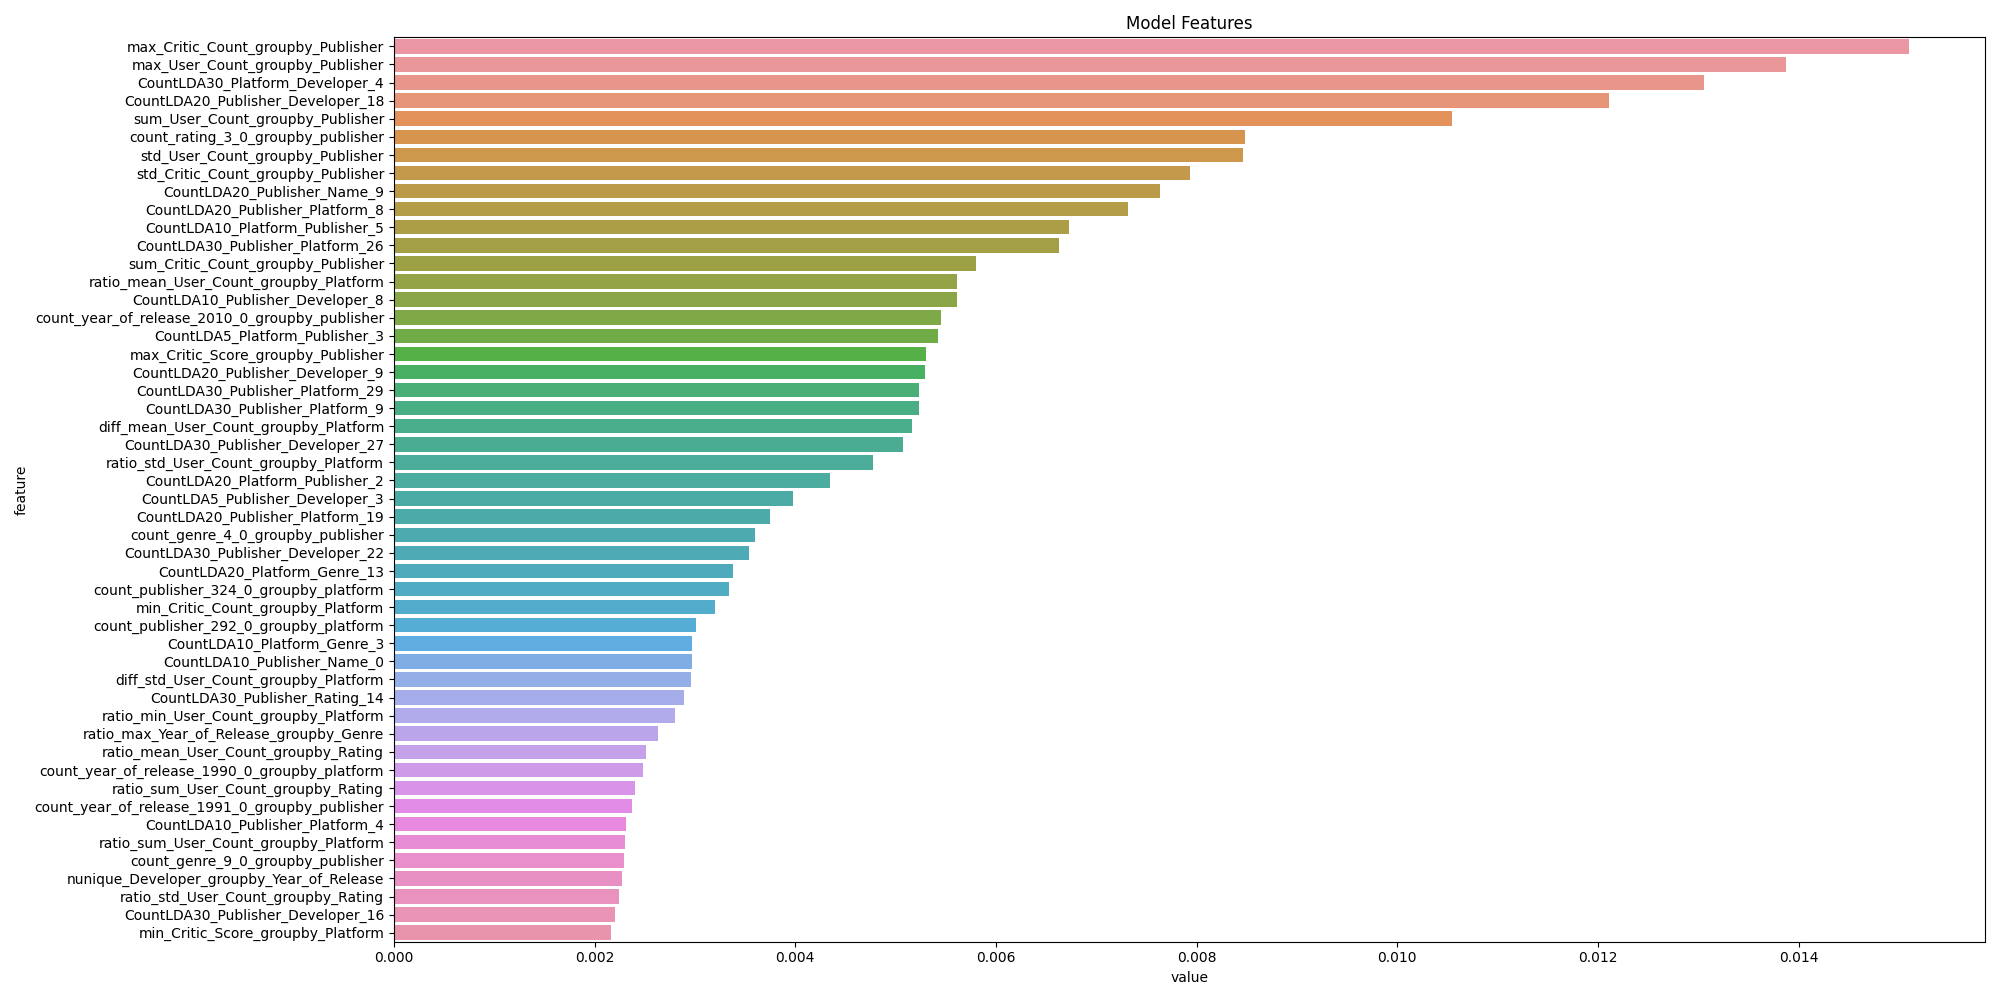 Model Features
max_Critic_Count_groupby_Publisher
max_User_Count_groupby_Publisher
CountLDA30_Platform_Developer_4
CountLDA20_Publisher_Developer_18
sum_User_Count_groupby_Publisher
count_rating_3_0_groupby_publisher
std_User_Count_groupby_Publisher
std_Critic_Count_groupby_Publisher
CountLDA20_Publisher_Name_9
CountLDA20_Publisher_Platform_8
CountLDA10_Platform_Publisher_5
CountLDA30_Publisher_Platform_26
sum_Critic_Count_groupby_Publisher
ratio_mean_User_Count_groupby_Platform
CountLDA10_Publisher_Developer_8
count_year_of_release_2010_0_groupby_publisher
CountLDA5_Platform_Publisher_3
max_Critic_Score_groupby_Publisher
CountLDA20_Publisher_Developer_9
CountLDA30_Publisher_Platform_29
CountLDA30_Publisher_Platform_9
diff_mean_User_Count_groupby_Platform
CountLDA30_Publisher_Developer_27
ratio_std_User_Count_groupby_Platform
CountLDA20_Platform_Publisher_2
CountLDA5_Publisher_Developer_3
CountLDA20_Publisher_Platform_19
count_genre_4_0_groupby_publisher
CountLDA30_Publisher_Developer_22
CountLDA20_Platform_Genre_13
count_publisher_324_0_groupby_platform
min_Critic_Count_groupby_Platform
count_publisher_292_0_groupby_platform
CountLDA10_Platform_Genre_3
CountLDA10_Publisher_Name_0
diff_std_User_Count_groupby_Platform
CountLDA30_Publisher_Rating_14
ratio_min_User_Count_groupby_Platform
ratio_max_Year_of_Release_groupby_Genre
ratio_mean_User_Count_groupby_Rating
count_year_of_release_1990_0_groupby_platform
ratio_sum_User_Count_groupby_Rating
count_year_of_release_1991_0_groupby_publisher
CountLDA10_Publisher_Platform_4
ratio_sum_User_Count_groupby_Platform
count_genre_9_0_groupby_publisher
nunique_Developer_groupby_Year_of_Release
ratio_std_User_Count_groupby_Rating
CountLDA30_Publisher_Developer_16
min_Critic_Score_groupby_Platform
feature
0.000 0.002 0.004 0.006 0.008 0.010 0.012 0.014
value